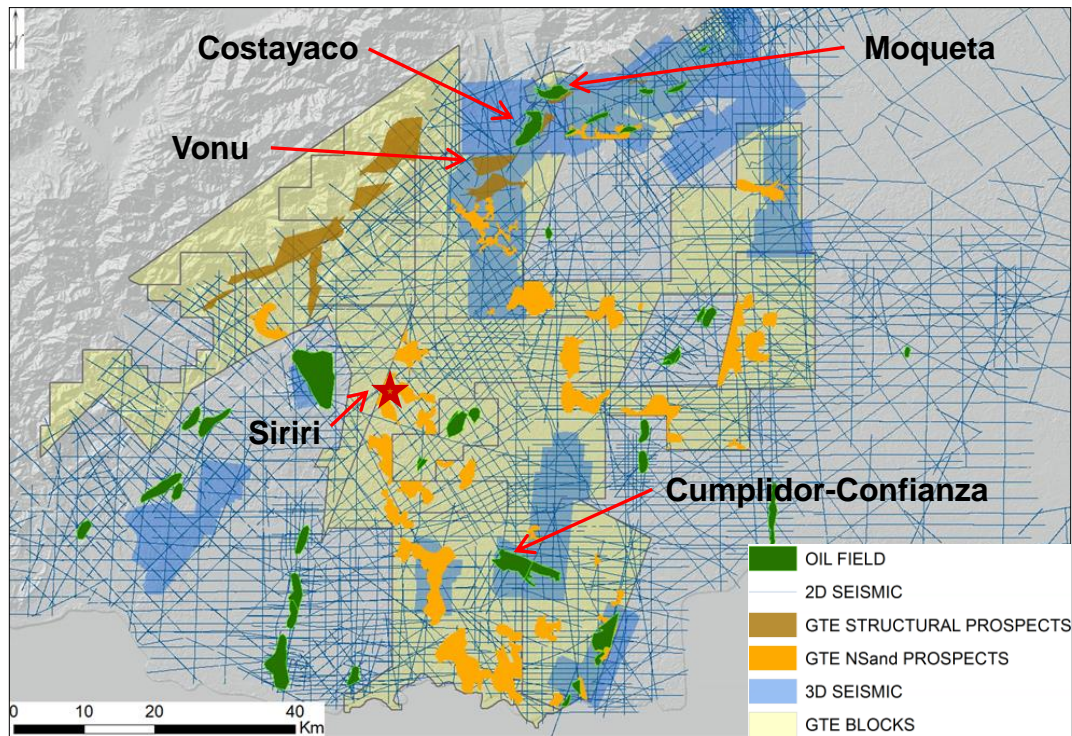 Costayaco
Moqueta
Vonu
Siriri
Cumplidor-Confianza
OIL FIELD
2D SEISMIC
GTE STRUCTURAL PROSPECTS
GTE NSand PROSPECTS
3D SEISMIC
GTE BLOCKS
0 10 20 40
Km